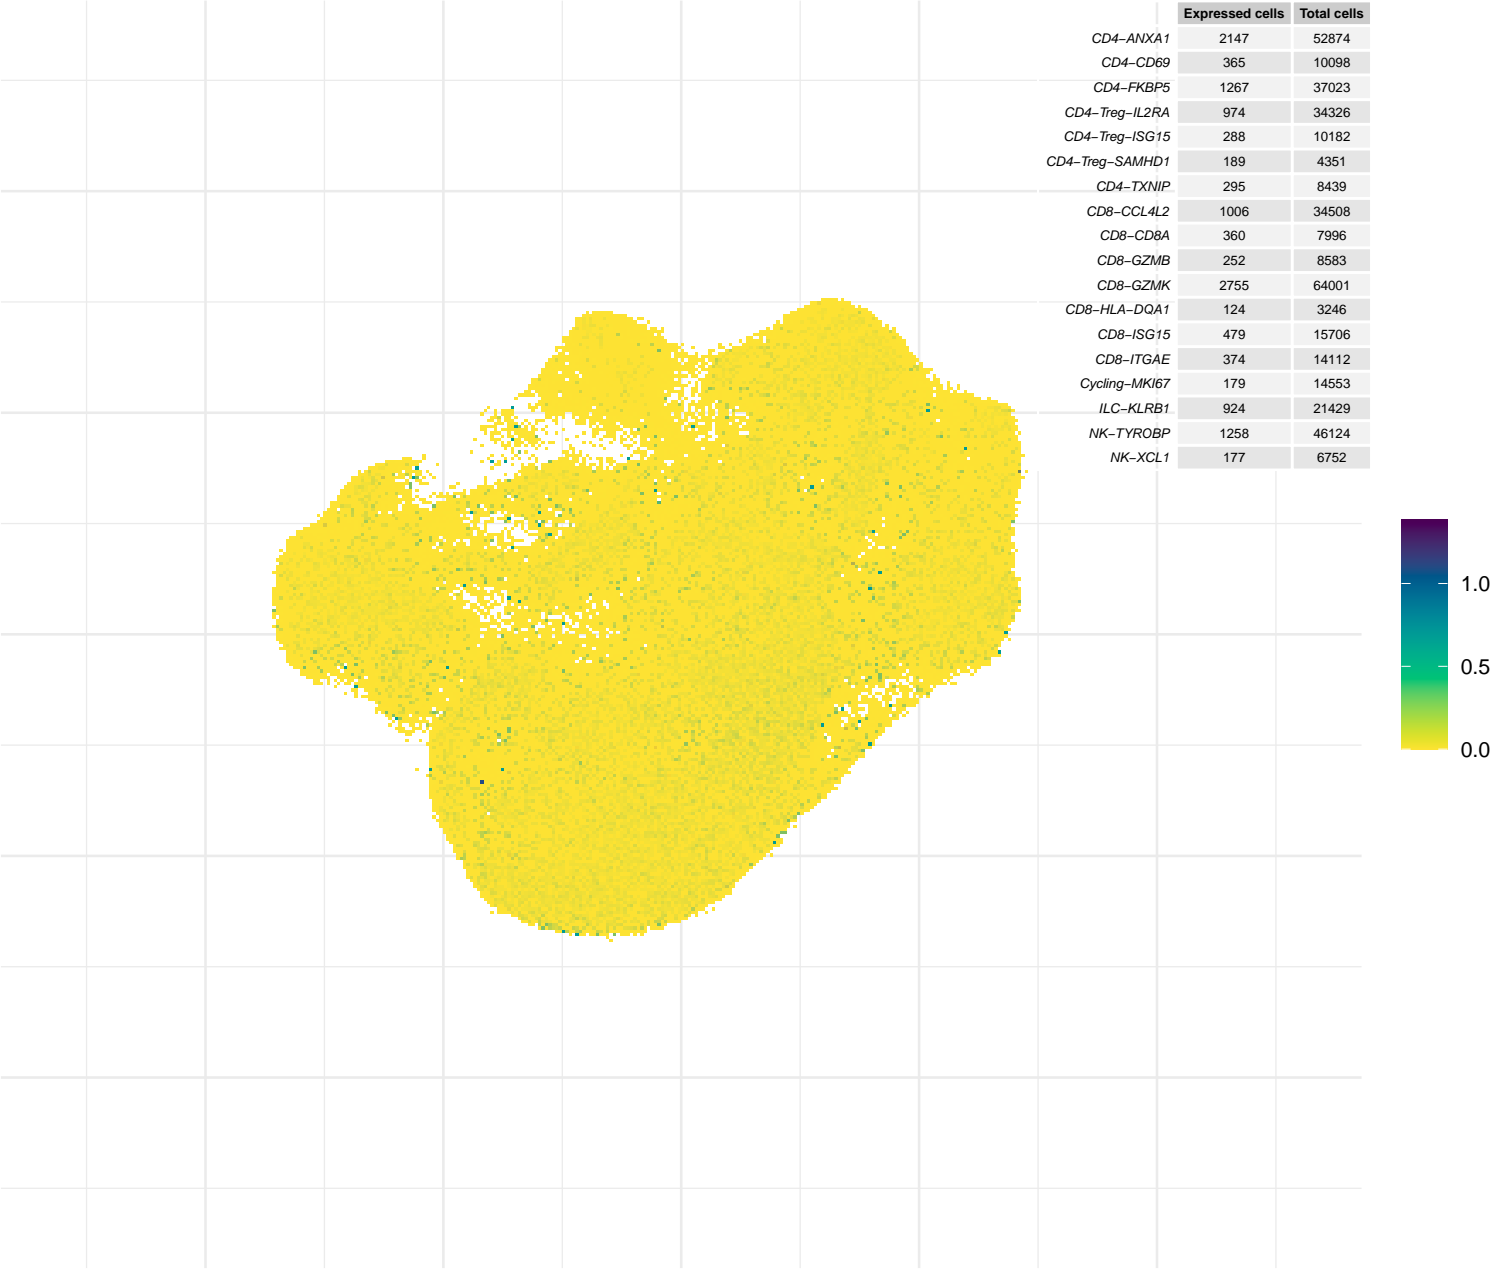 Expressed cells Total cells
CD4−ANXA1 2147 52874
CD4−CD69 365 10098
CD4−FKBP5 1267 37023
CD4−Treg−IL2RA 974 34326
CD4−Treg−ISG15 288 10182
CD4−Treg−SAMHD1 189 4351
CD4−TXNIP 295 8439
CD8−CCL4L2 1006 34508
CD8−CD8A 360 7996
CD8−GZMB 252 8583
CD8−GZMK 2755 64001
CD8−HLA−DQA1 124 3246
CD8−ISG15 479 15706
CD8−ITGAE 374 14112
Cycling−MKI67 179 14553
ILC−KLRB1 924 21429
NK−TYROBP 1258 46124
NK−XCL1 177 6752
1.0
0.5
0.0